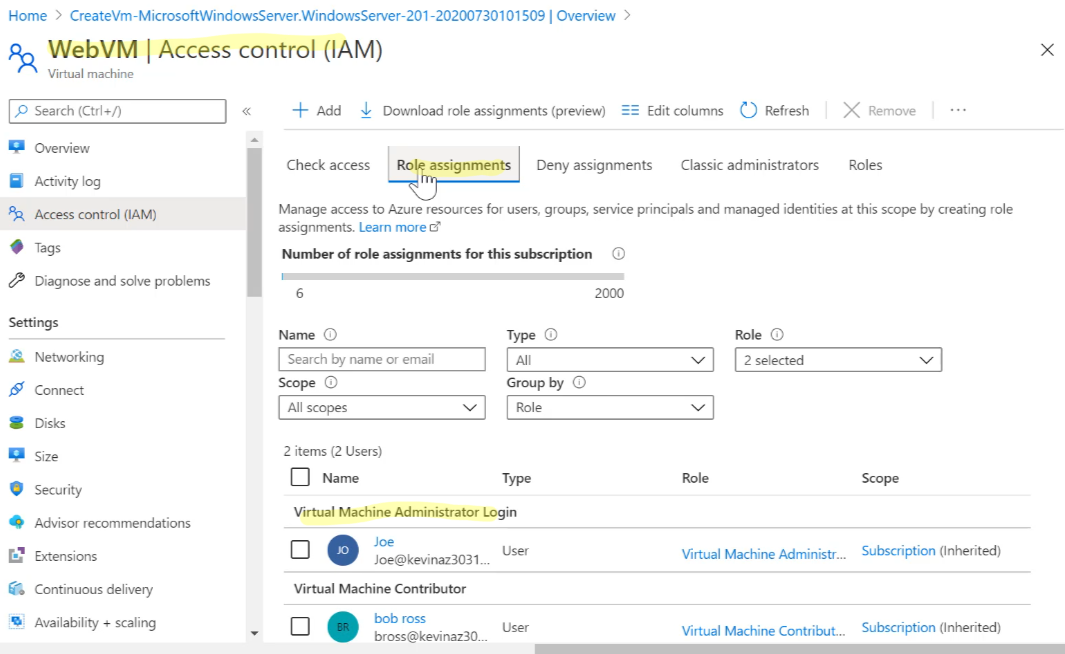 Home > CreateVm-MicrosoftWindowsServer.WindowsServer-201-20200730101509 | Overview >
WebVM | Access control (IAM)
Virtual machine
Search (Ctrl+/)
«
Overview
Activity log
Access control (IAM)
Tags
Diagnose and solve problems
Settings
Networking
Connect
Disks
Size
Security
Advisor recommendations
Extensions
Continuous delivery
Availability + scaling
+ Add
Download role assignments (preview)
Edit columns
Refresh
Remove
...
Check access
Role assignments
Deny assignments
Classic administrators
Roles
Manage access to Azure resources for users, groups, service principals and managed identities at this scope by creating role
assignments. Learn more
Number of role assignments for this subscription
6 2000
Name Type Role
Search by name or email All 2 selected
Scope Group by
All scopes Role
2 items (2 Users)
Name Type Role Scope
Virtual Machine Administrator Login
JO Joe User Virtual Machine Administr... Subscription (Inherited)
Joe@kevinaz3031...
Virtual Machine Contributor
BR bob ross User Virtual Machine Contribut... Subscription (Inherited)
bross@kevinaz30...